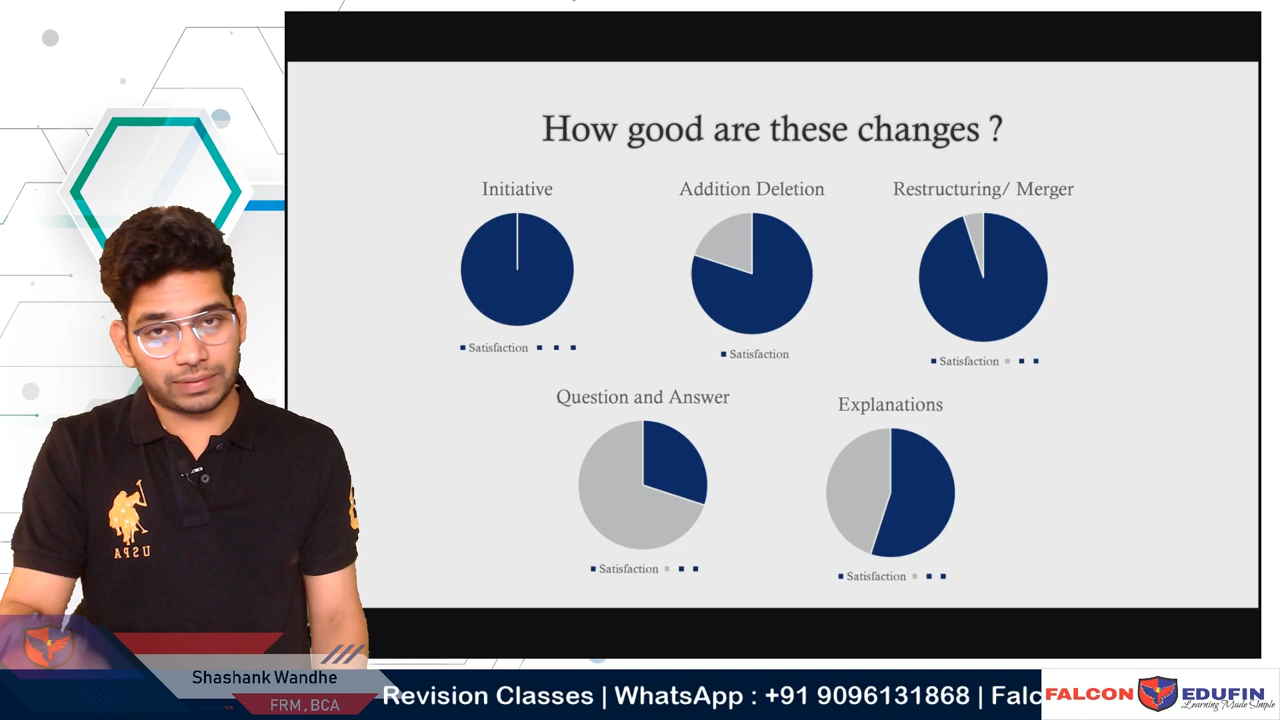 How good are these changes ?
Initiative
Addition Deletion
Restructuring/ Merger
Satisfaction
Satisfaction
Satisfaction
Question and Answer
Explanations
Satisfaction
Satisfaction
USPA
Shashank Wandhe
FRM, BCA
Revision Classes | WhatsApp : +91 9096131868 | Falc
FALCON EDUFIN
Learning Made Simple